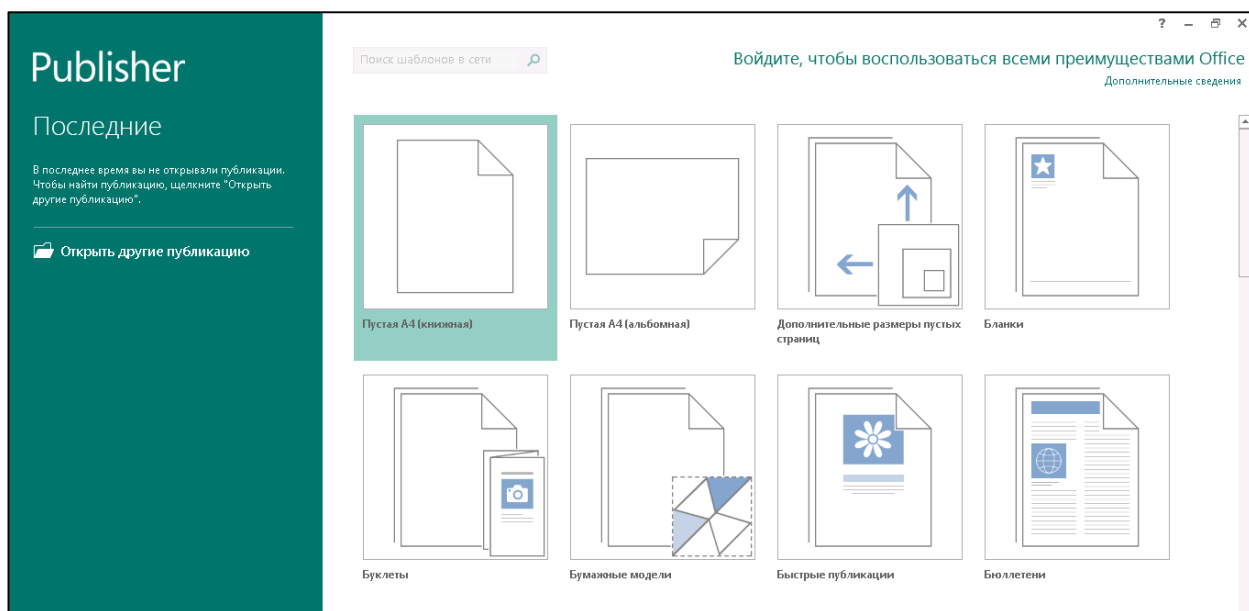 Publisher
Последние
В последнее время вы не открывали публикации.
Чтобы найти публикацию, щелкните "Открыть
другие публикацию".
Открыть другие публикацию
?
Поиск шаблонов в сети
Войдите, чтобы воспользоваться всеми преимуществами Office
Дополнительные сведения
Пустая A4 (книжная)
Пустая A4 (альбомная)
Дополнительные размеры пустых
страниц
Бланки
Буклеты
Бумажные модели
Быстрые публикации
Бюллетени